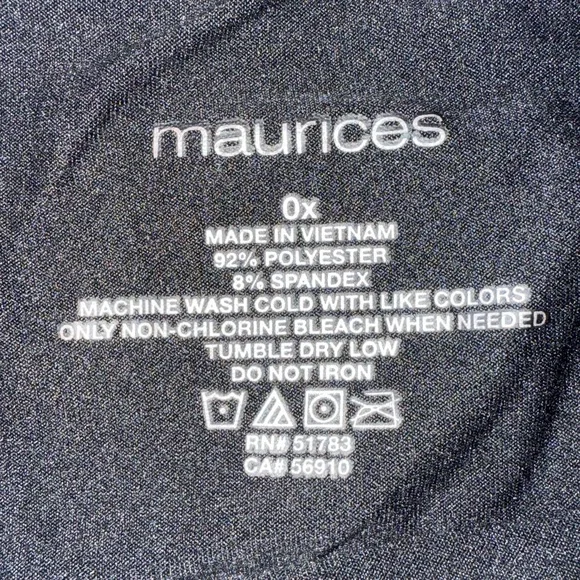 maurices
0x
MADE IN VIETNAM
92% POLYESTER
8% SPANDEX
MACHINE WASH COLD WITH LIKE COLORS
ONLY NON-CHLORINE BLEACH WHEN NEEDED
TUMBLE DRY LOW
DO NOT IRON
RN# 51783
CA# 56910